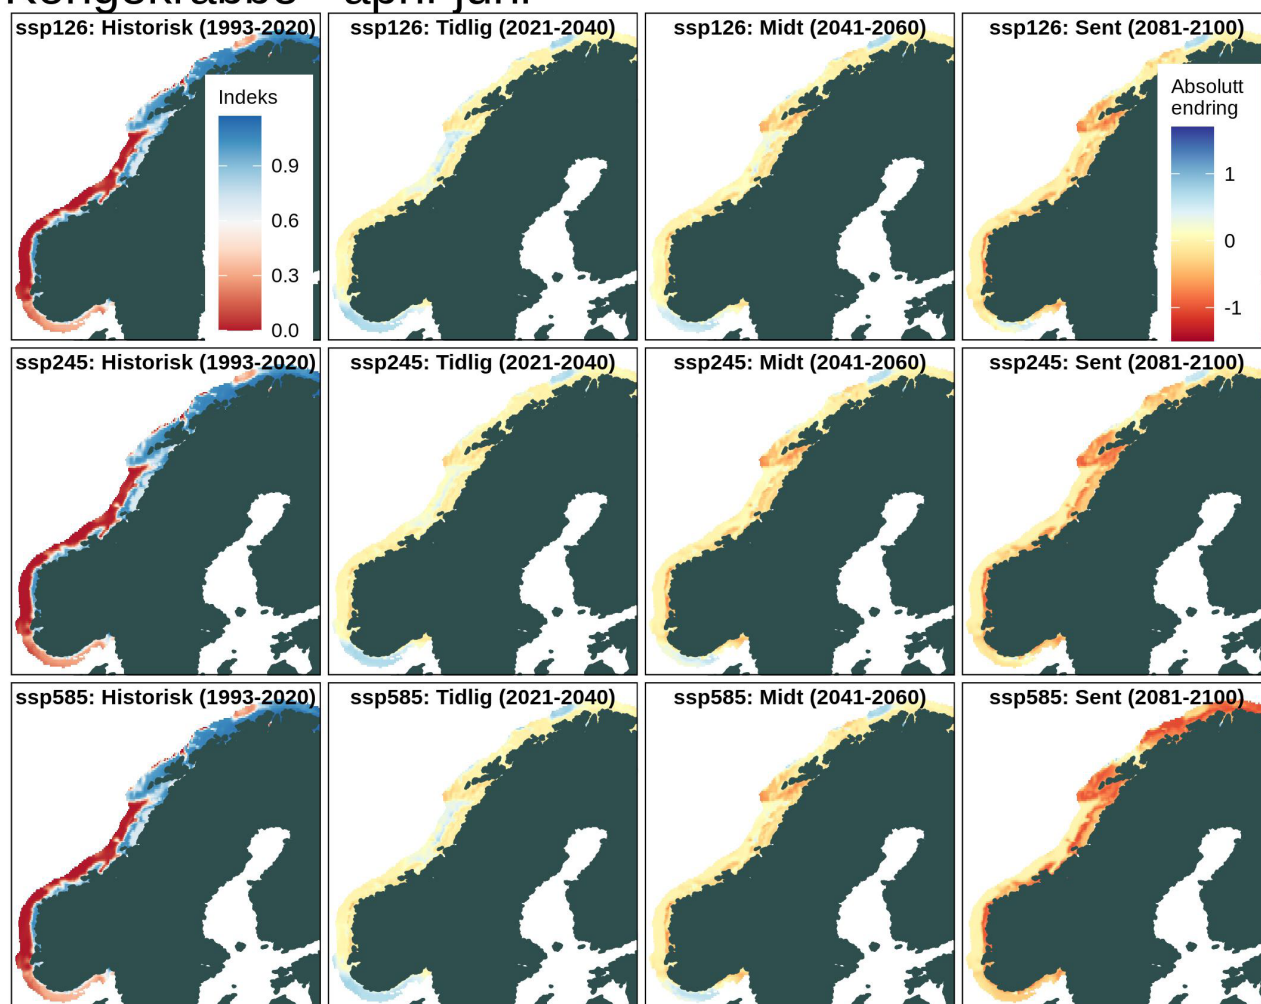 Kongekrabbe - april-juni
ssp126: Historisk (1993-2020)
ssp126: Tidlig (2021-2040)
ssp126: Midt (2041-2060)
ssp126: Sent (2081-2100)
Indeks
0.9
0.6
0.3
0.0
Absolutt
endring
1
0
-1
ssp245: Historisk (1993-2020)
ssp245: Tidlig (2021-2040)
ssp245: Midt (2041-2060)
ssp245: Sent (2081-2100)
ssp585: Historisk (1993-2020)
ssp585: Tidlig (2021-2040)
ssp585: Midt (2041-2060)
ssp585: Sent (2081-2100)